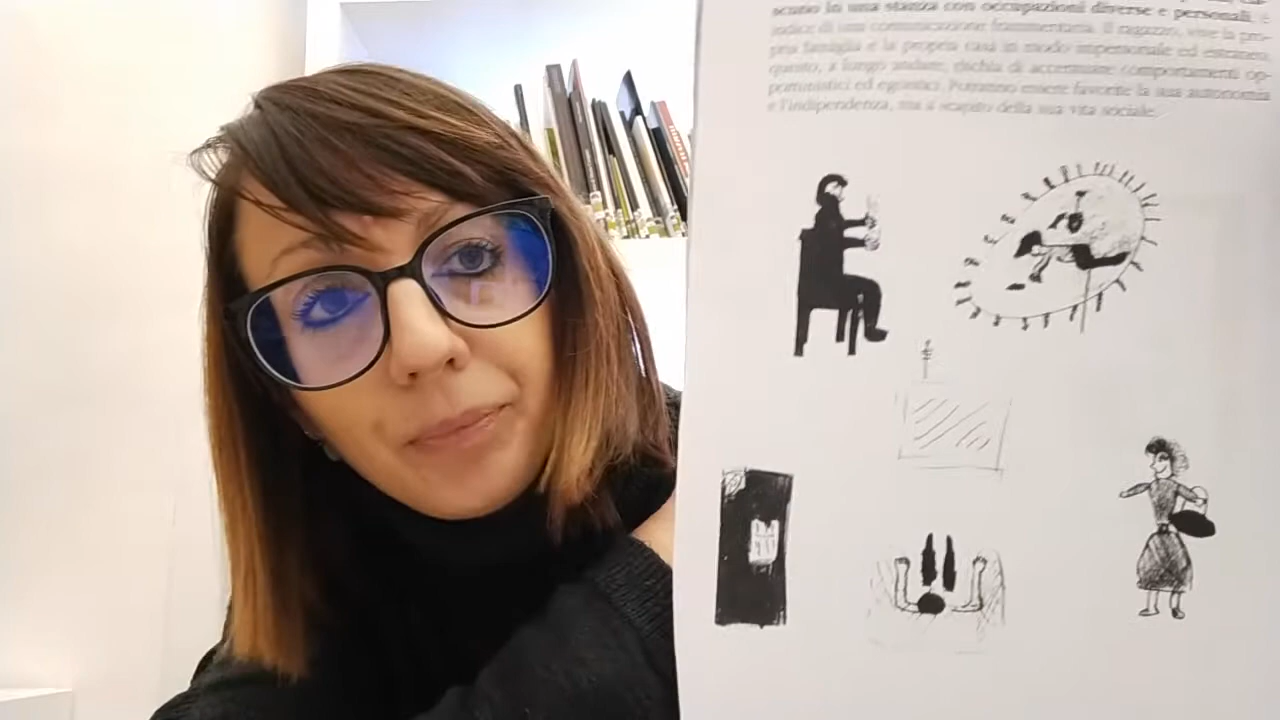 scuno in una stanza con occupazioni diverse e personali, è
indice di una comunicazione frammentaria. Il ragazzo, vive la pro-
pria famiglia e la propria casa in modo impersonale ed estraneo;
questo, a lungo andare, rischia di accentuare comportamenti op-
portunistici ed egoistici. Potranno essere favorite la sua autonomia
e l'indipendenza, ma a scapito della sua vita sociale.